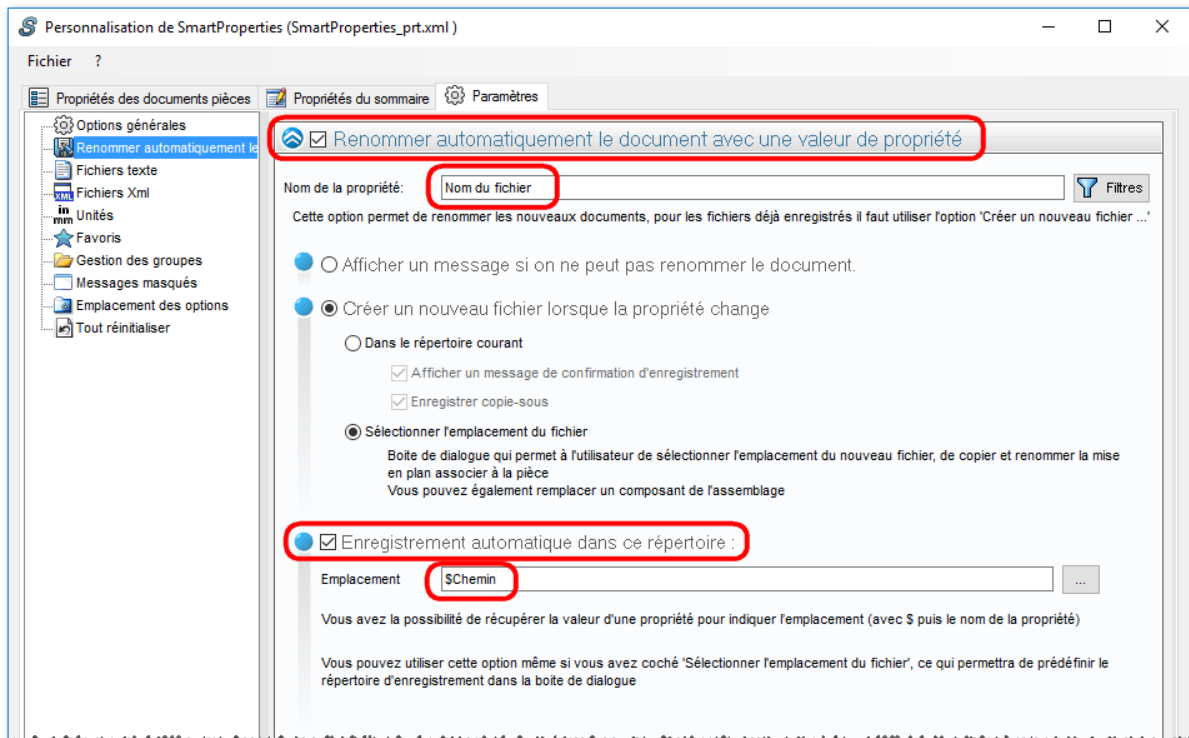 Personnalisation de SmartProperties (SmartProperties_prt.xml )
Fichier ?
Propriétés des documents pièces Propriétés du sommaire Paramètres
Options générales
Renommer automatiquement le
Fichiers texte
Fichiers Xml
Unités
Favoris
Gestion des groupes
Messages masqués
Emplacement des options
Tout réinitialiser
Renommer automatiquement le document avec une valeur de propriété
Nom de la propriété: Nom du fichier Filtres
Cette option permet de renommer les nouveaux documents, pour les fichiers déjà enregistrés il faut utiliser l'option 'Créer un nouveau fichier ...'
Afficher un message si on ne peut pas renommer le document.
Créer un nouveau fichier lorsque la propriété change
Dans le répertoire courant
Afficher un message de confirmation d'enregistrement
Enregistrer copie-sous
Sélectionner l'emplacement du fichier
Boite de dialogue qui permet à l'utilisateur de sélectionner l'emplacement du nouveau fichier, de copier et renommer la mise
en plan associer à la pièce
Vous pouvez également remplacer un composant de l'assemblage
Enregistrement automatique dans ce répertoire :
Emplacement $Chemin ...
Vous avez la possibilité de récupérer la valeur d'une propriété pour indiquer l'emplacement (avec $ puis le nom de la propriété)
Vous pouvez utiliser cette option même si vous avez coché 'Sélectionner l'emplacement du fichier', ce qui permettra de prédéfinir le
répertoire d'enregistrement dans la boite de dialogue